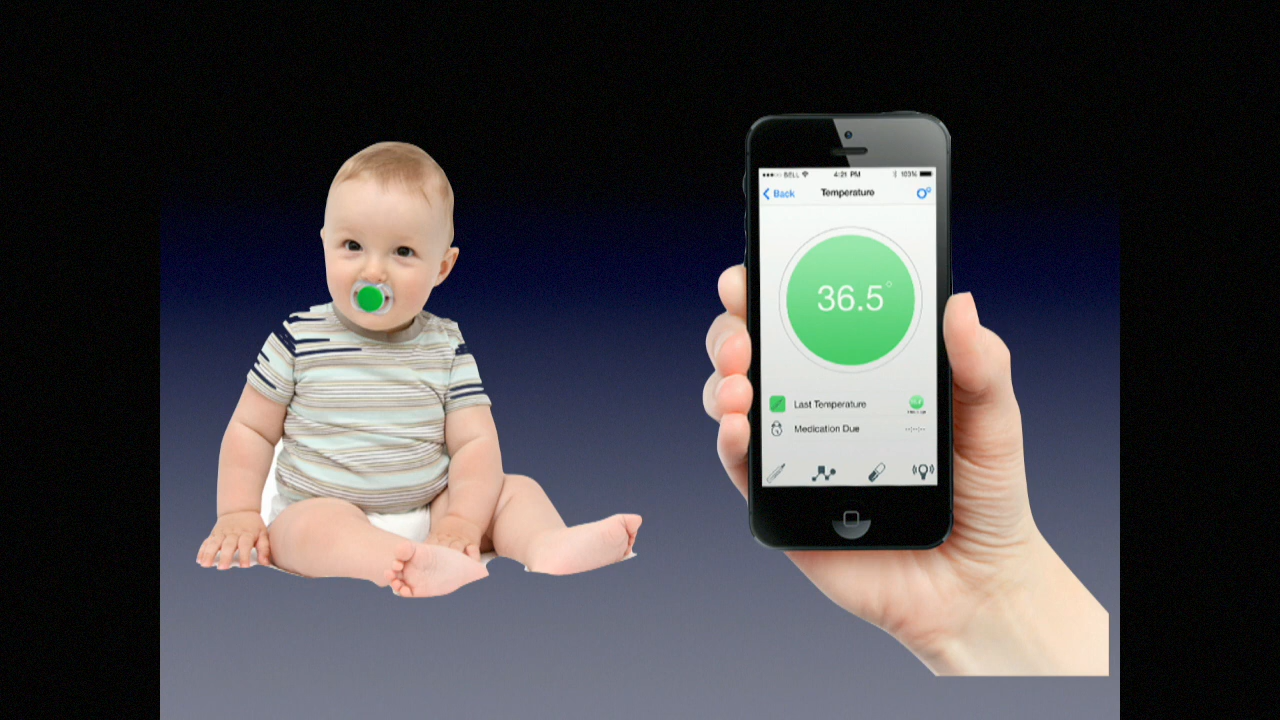 BELL 4:21 PM 103%
Back Temperature
36.5°
Last Temperature
Medication Due --:--:--